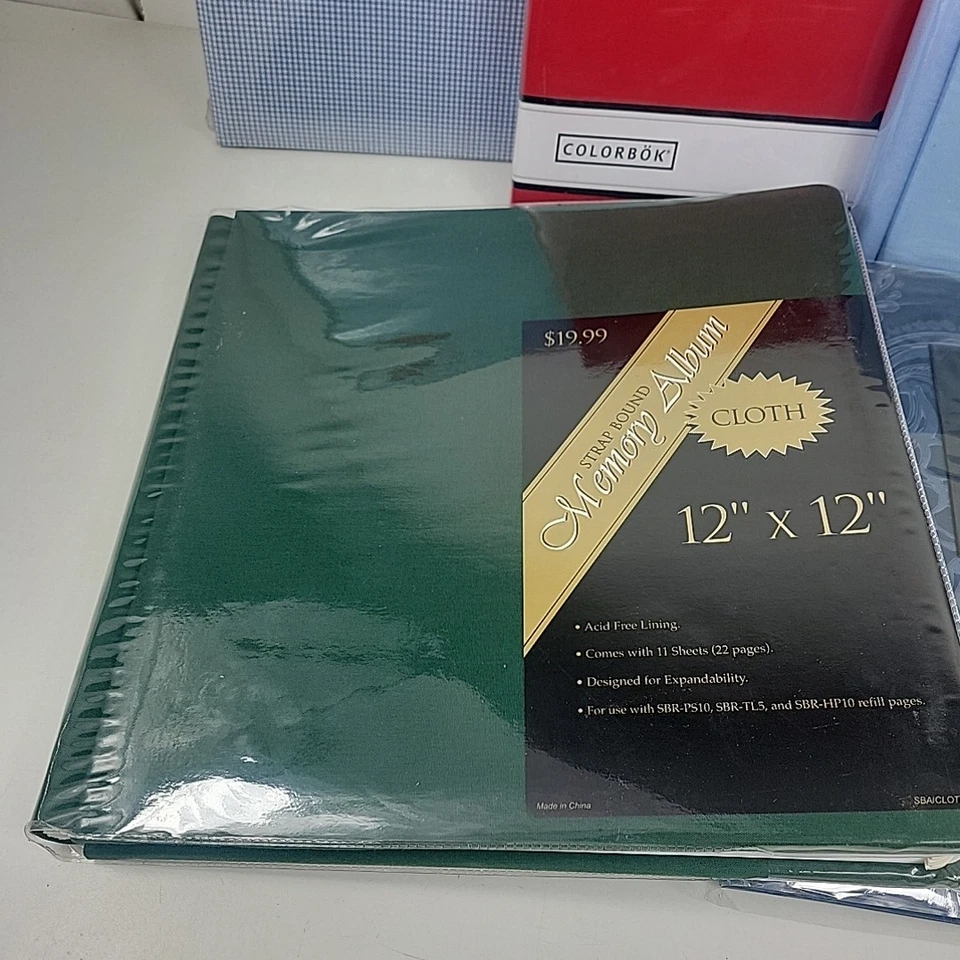 COLORBÖK®
$19.99
STRAP BOUND
Memory Album
CLOTH
12" x 12"
• Acid Free Lining.
• Comes with 11 Sheets (22 pages).
• Designed for Expandability.
• For use with SBR-PS10, SBR-TL5, and SBR-HP10 refill pages.
Made in China